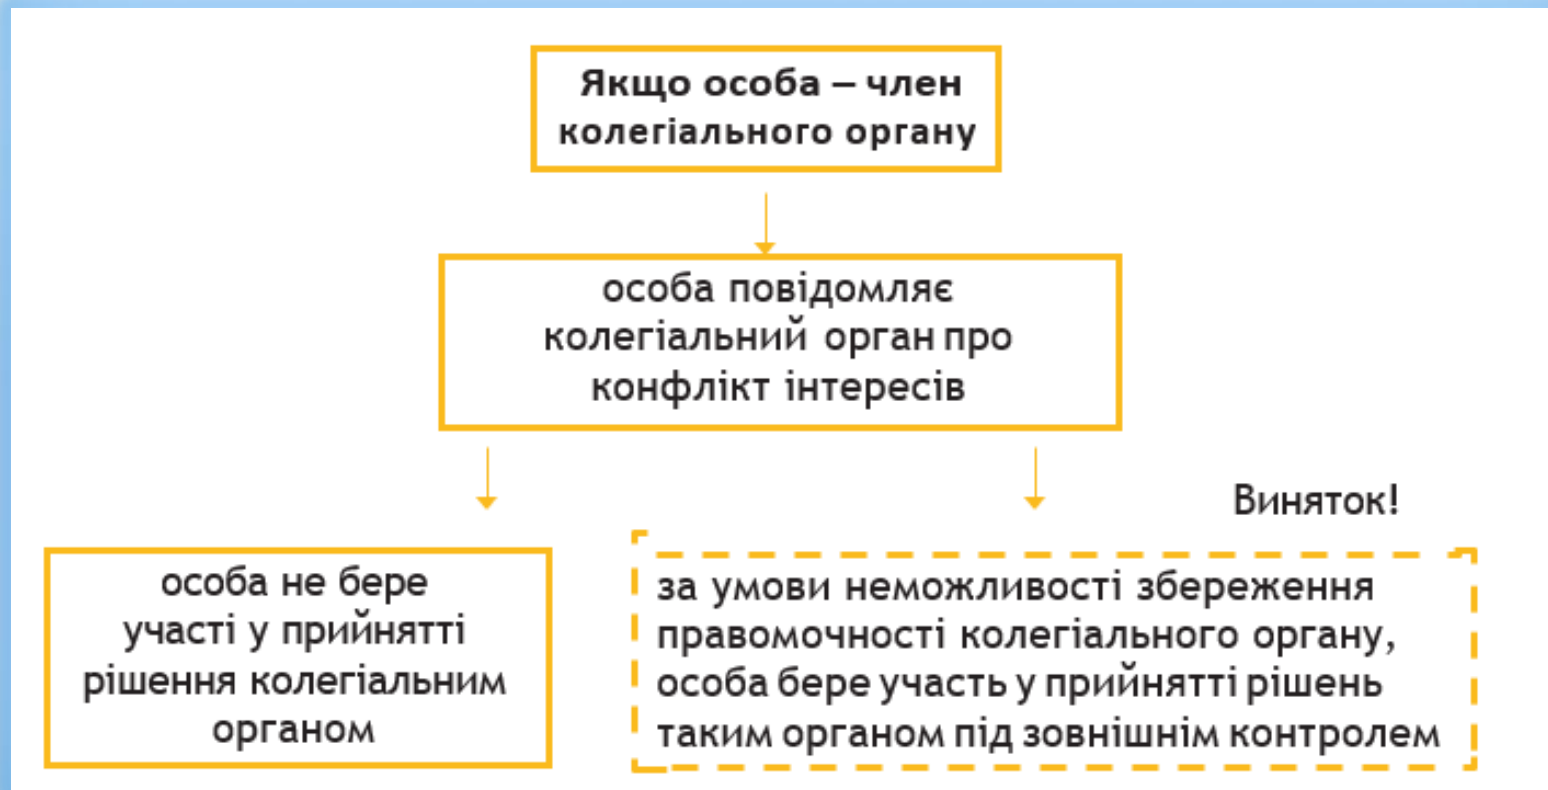 Якщо особа – член
колегіального органу
особа повідомляє
колегіальний орган про
конфлікт інтересів
особа не бере
участі у прийнятті
рішення колегіальним
органом
Виняток!
за умови неможливості збереження
правомочності колегіального органу,
особа бере участь у прийнятті рішень
таким органом під зовнішнім контролем